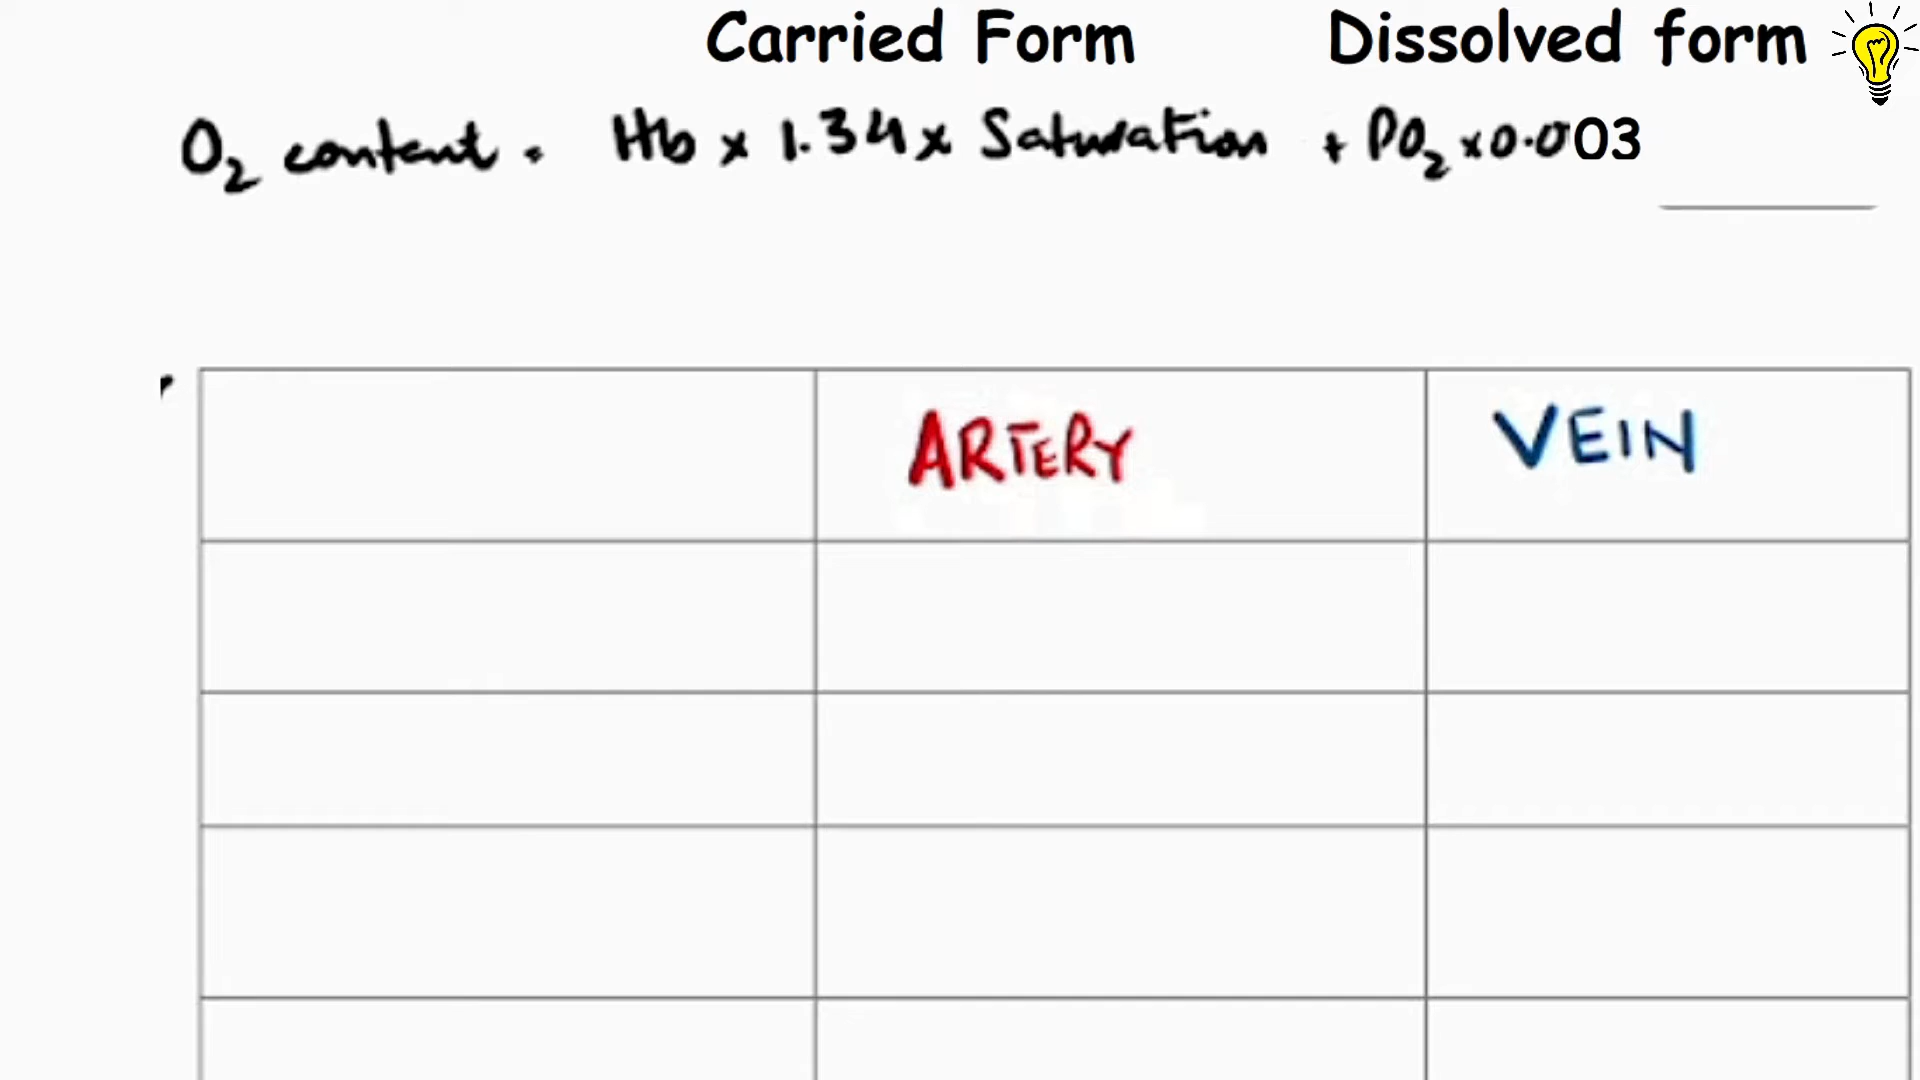 Carried Form Dissolved form
O₂ content = Hb x 1.34 x Saturation + PO₂ x 0.003
ARTERY VEIN